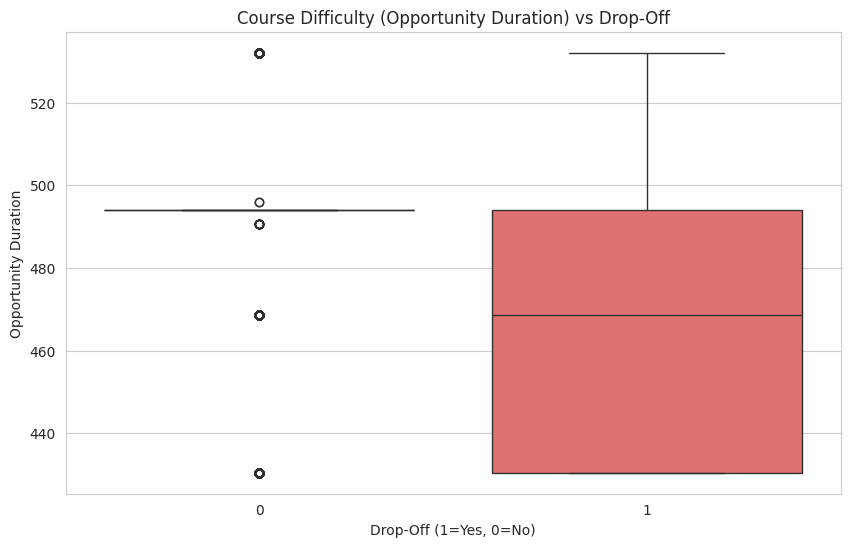 Course Difficulty (Opportunity Duration) vs Drop-Off
Opportunity Duration
520
500
480
460
440
0
1
Drop-Off (1=Yes, 0=No)